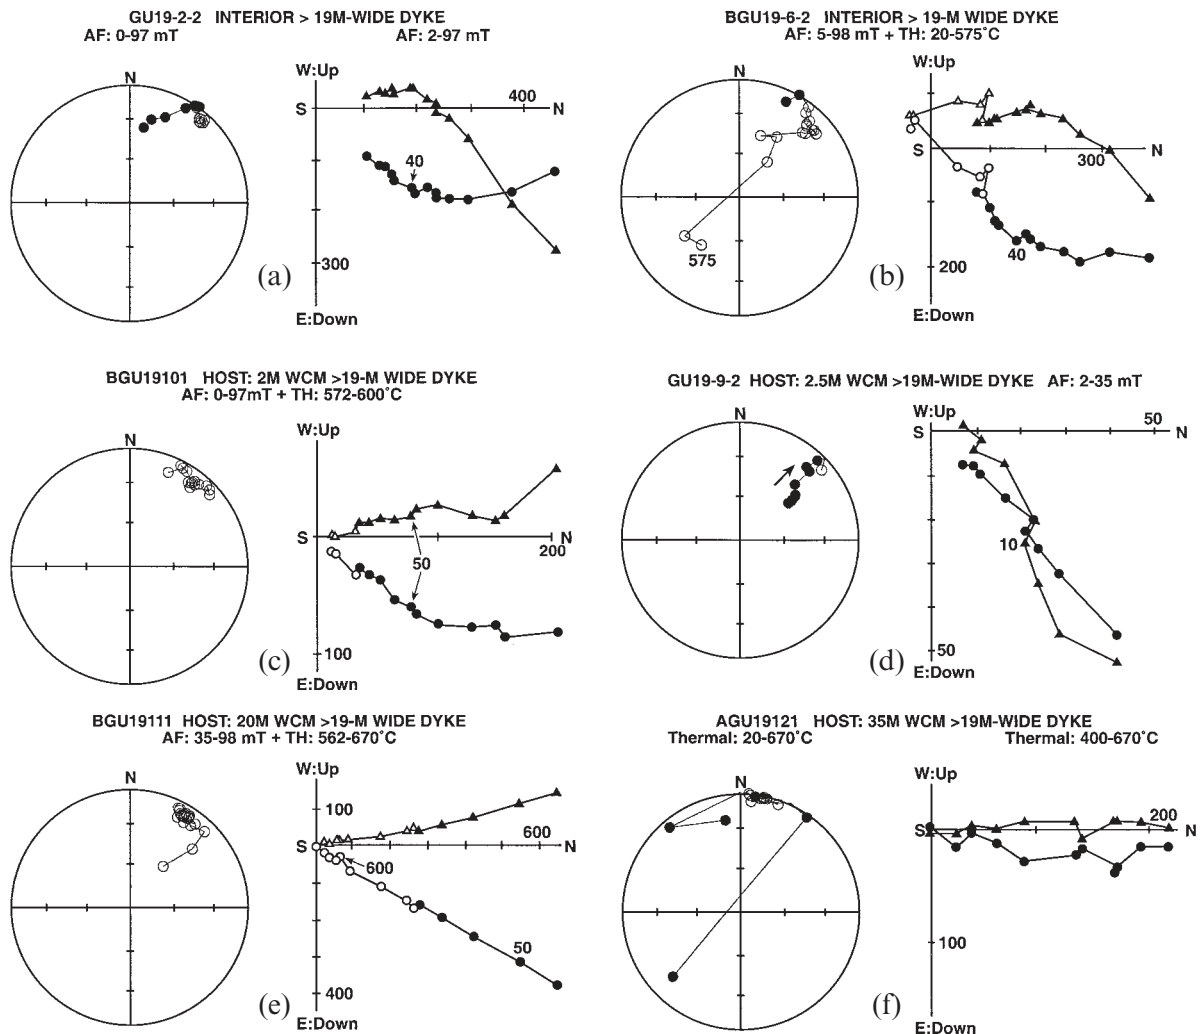 GU19-2-2 INTERIOR > 19M-WIDE DYKE
AF: 0-97 mT AF: 2-97 mT
N
W:Up
S 400 N
40
300
E:Down
(a)
BGU19-6-2 INTERIOR > 19-M WIDE DYKE
AF: 5-98 mT + TH: 20-575˚C
N
W:Up
S 300 N
575
40
200
E:Down
(b)
BGU19101 HOST: 2M WCM >19-M WIDE DYKE
AF: 0-97mT + TH: 572-600˚C
N
W:Up
S 200 N
50
100
E:Down
(c)
GU19-9-2 HOST: 2.5M WCM >19M-WIDE DYKE AF: 2-35 mT
N
W:Up
50
S N
10
50
E:Down
(d)
BGU19111 HOST: 20M WCM >19-M WIDE DYKE
AF: 35-98 mT + TH: 562-670˚C
N
W:Up
100
600
S N
600
50
400
E:Down
(e)
AGU19121 HOST: 35M WCM >19M-WIDE DYKE
Thermal: 20-670˚C Thermal: 400-670˚C
N
W:Up
200
S N
100
E:Down
(f)